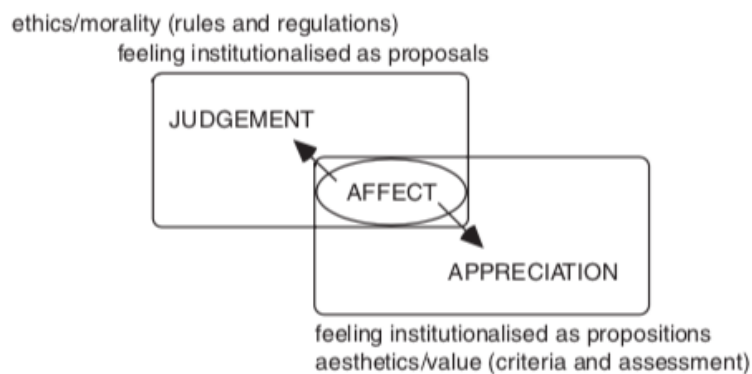 ethics/morality (rules and regulations)
feeling institutionalised as proposals
JUDGEMENT
AFFECT
APPRECIATION
feeling institutionalised as propositions
aesthetics/value (criteria and assessment)